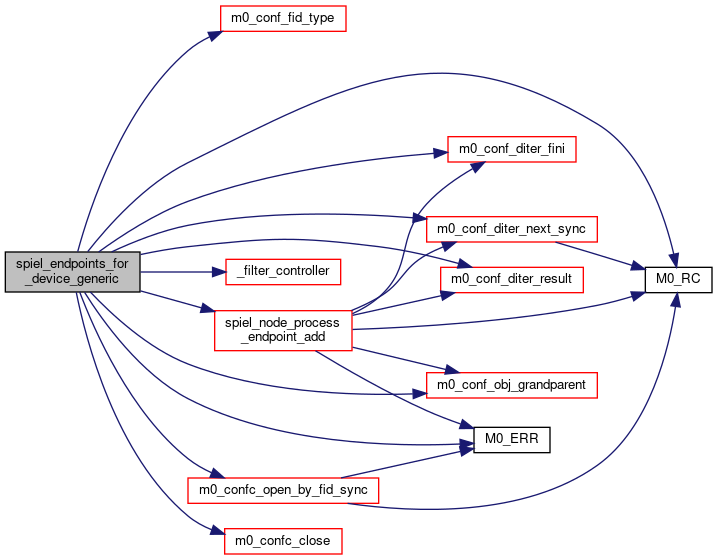 m0_conf_fid_type
m0_conf_diter_fini
m0_conf_diter_next_sync
spiel_endpoints_for
_device_generic
_filter_controller
m0_conf_diter_result
M0_RC
spiel_node_process
_endpoint_add
m0_conf_obj_grandparent
M0_ERR
m0_confc_open_by_fid_sync
m0_confc_close